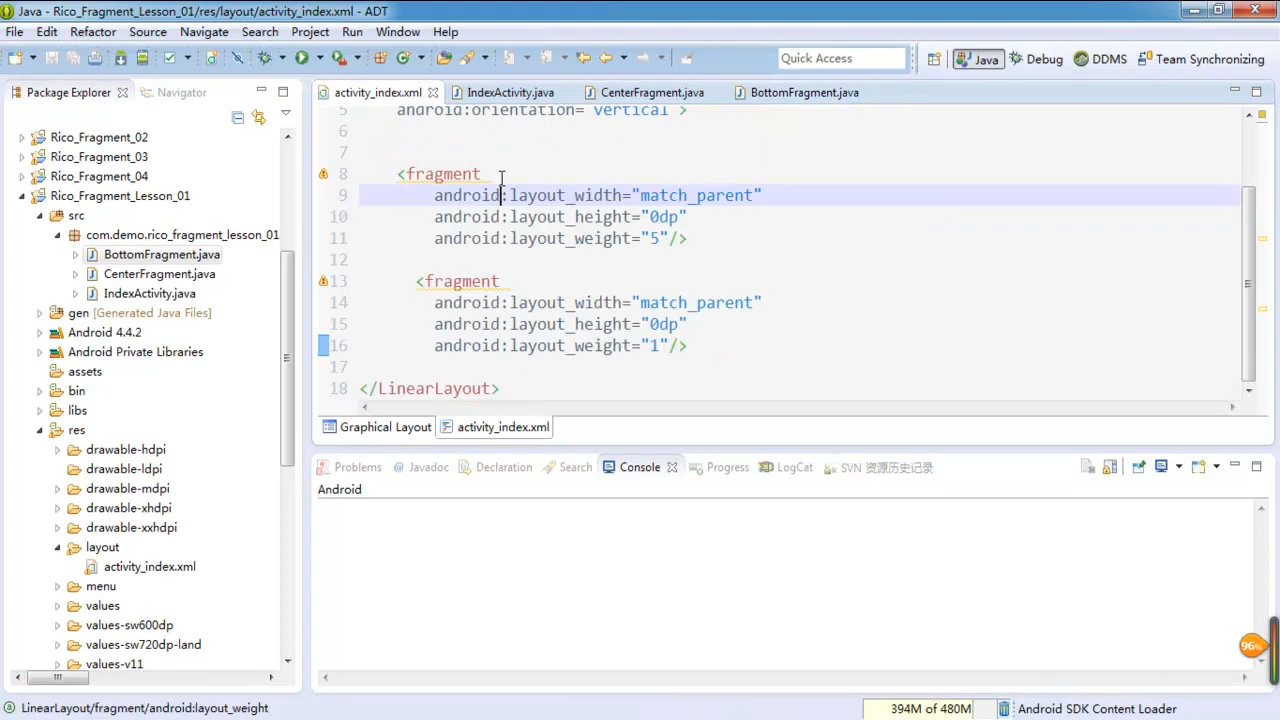 Java - Rico_Fragment_Lesson_01/res/layout/activity_index.xml - ADT
File Edit Refactor Source Navigate Search Project Run Window Help
Quick Access
Java
Debug
DDMS
Team Synchronizing
Package Explorer
Navigator
Rico_Fragment_02
Rico_Fragment_03
Rico_Fragment_04
Rico_Fragment_Lesson_01
src
com.demo.rico_fragment_lesson_01
BottomFragment.java
CenterFragment.java
IndexActivity.java
gen [Generated Java Files]
Android 4.4.2
Android Private Libraries
assets
bin
libs
res
drawable-hdpi
drawable-ldpi
drawable-mdpi
drawable-xhdpi
drawable-xxhdpi
layout
activity_index.xml
menu
values
values-sw600dp
values-sw720dp-land
values-v11
activity_index.xml
IndexActivity.java
CenterFragment.java
BottomFragment.java
5 android:orientation="vertical">
6
7
8 <fragment
9 android:layout_width="match_parent"
10 android:layout_height="0dp"
11 android:layout_weight="5"/>
12
13 <fragment
14 android:layout_width="match_parent"
15 android:layout_height="0dp"
16 android:layout_weight="1"/>
17
18 </LinearLayout>
Graphical Layout
activity_index.xml
Problems
Javadoc
Declaration
Search
Console
Progress
LogCat
SVN 资源历史记录
Android
96%
LinearLayout/fragment/android:layout_weight
394M of 480M
Android SDK Content Loader